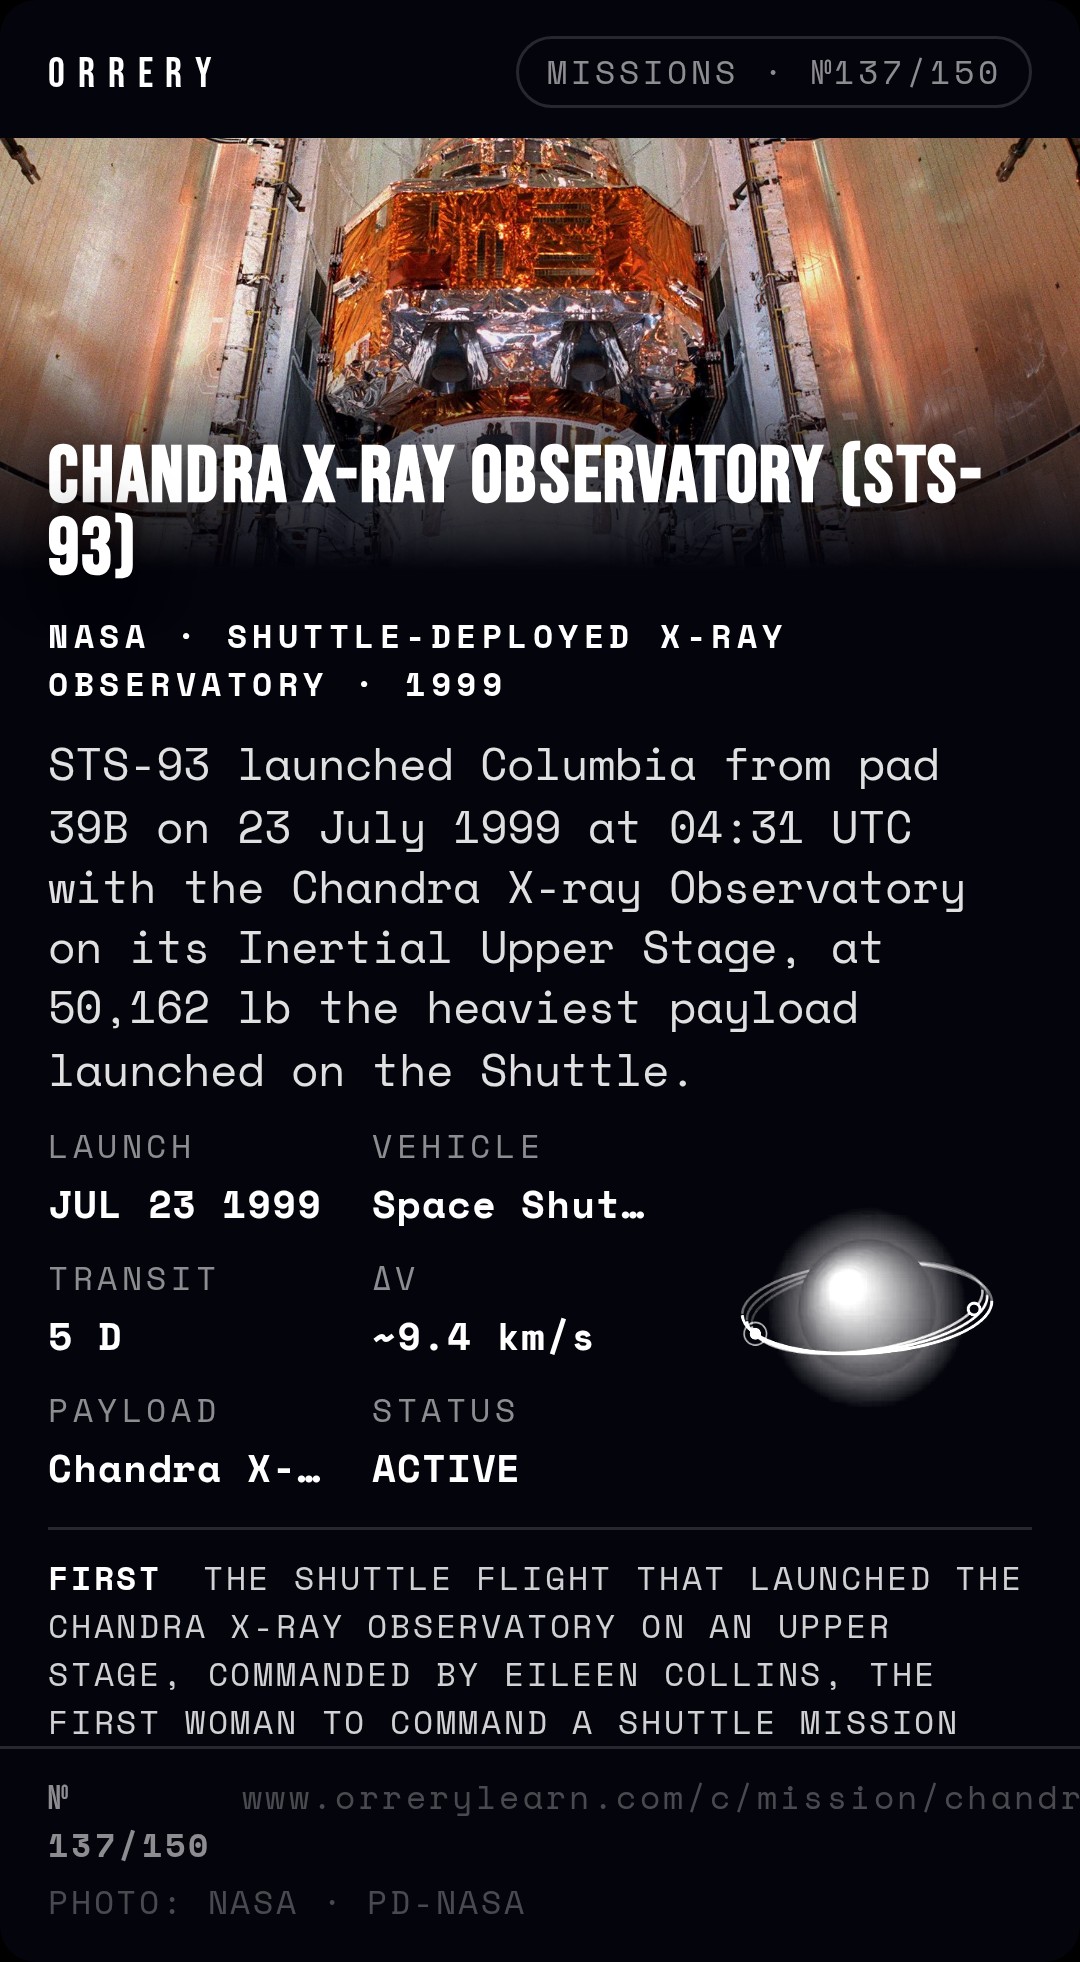 ORRERY
MISSIONS · №137/150
CHANDRA X-RAY OBSERVATORY (STS-
93)
NASA · SHUTTLE-DEPLOYED X-RAY
OBSERVATORY · 1999
STS-93 launched Columbia from pad
39B on 23 July 1999 at 04:31 UTC
with the Chandra X-ray Observatory
on its Inertial Upper Stage, at
50,162 lb the heaviest payload
launched on the Shuttle.
LAUNCH VEHICLE
JUL 23 1999 Space Shut…
TRANSIT ΔV
5 D ~9.4 km/s
PAYLOAD STATUS
Chandra X-… ACTIVE
FIRST THE SHUTTLE FLIGHT THAT LAUNCHED THE
CHANDRA X-RAY OBSERVATORY ON AN UPPER
STAGE, COMMANDED BY EILEEN COLLINS, THE
FIRST WOMAN TO COMMAND A SHUTTLE MISSION
№ www.orrerylearn.com/c/mission/chandr
137/150
PHOTO: NASA · PD-NASA